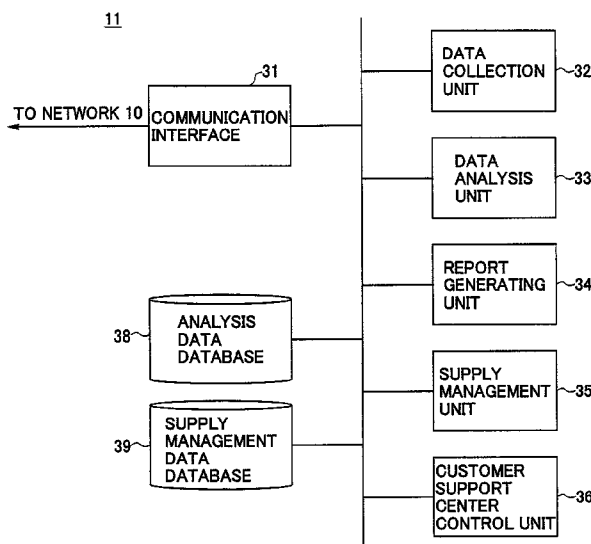 11
31
TO NETWORK 10
COMMUNICATION
INTERFACE
DATA
COLLECTION
UNIT
32
DATA
ANALYSIS
UNIT
33
REPORT
GENERATING
UNIT
34
38
ANALYSIS
DATA
DATABASE
SUPPLY
MANAGEMENT
UNIT
35
39
SUPPLY
MANAGEMENT
DATA
DATABASE
CUSTOMER
SUPPORT
CENTER
CONTROL UNIT
36